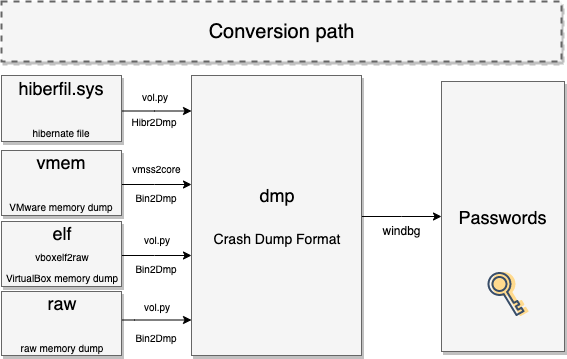 Conversion path
hiberfil.sys
hibernate file
vol.py
Hibr2Dmp
vmem
VMware memory dump
vmss2core
Bin2Dmp
elf
vboxelf2raw
VirtualBox memory dump
vol.py
Bin2Dmp
raw
raw memory dump
vol.py
Bin2Dmp
dmp
Crash Dump Format
windbg
Passwords